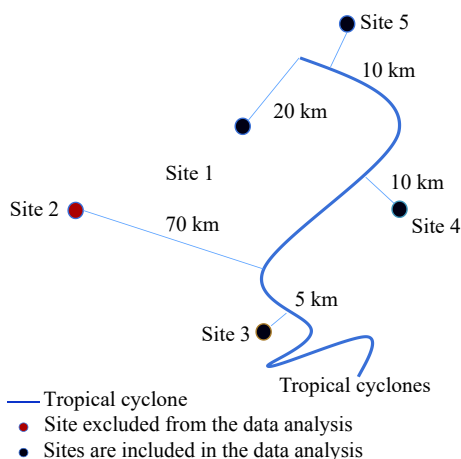 Site 5
10 km
20 km
Site 1
10 km
Site 2
70 km
Site 4
5 km
Site 3
Tropical cyclones
Tropical cyclone
Site excluded from the data analysis
Sites are included in the data analysis